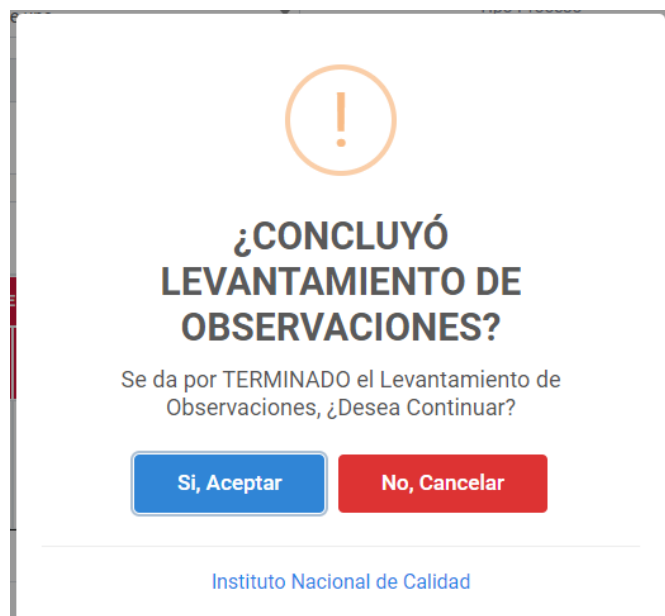 ¿CONCLUYÓ
LEVANTAMIENTO DE
OBSERVACIONES?
Se da por TERMINADO el Levantamiento de
Observaciones, ¿Desea Continuar?
Si, Aceptar
No, Cancelar
Instituto Nacional de Calidad